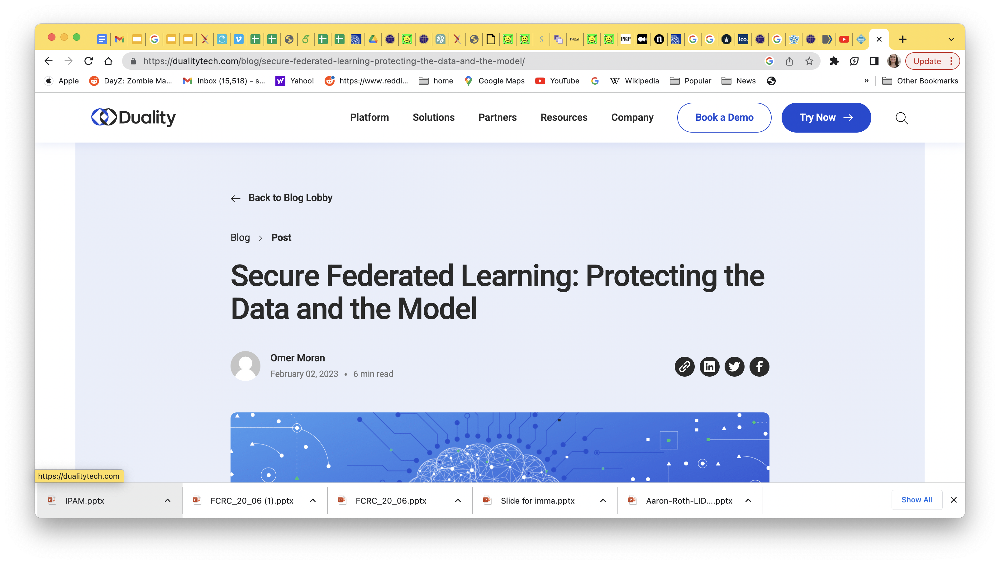 NIST
PKP
ico.
https://dualitytech.com/blog/secure-federated-learning-protecting-the-data-and-the-model/
Update
Apple
DayZ: Zombie Ma...
Inbox (15,518) - s...
Yahoo!
https://www.reddi...
home
Google Maps
YouTube
Wikipedia
Popular
News
»
Other Bookmarks
Duality
Platform
Solutions
Partners
Resources
Company
Book a Demo
Try Now
Back to Blog Lobby
Blog > Post
Secure Federated Learning: Protecting the
Data and the Model
Omer Moran
February 02, 2023 • 6 min read
https://dualitytech.com
IPAM.pptx
FCRC_20_06 (1).pptx
FCRC_20_06.pptx
Slide for imma.pptx
Aaron-Roth-LID....pptx
Show All